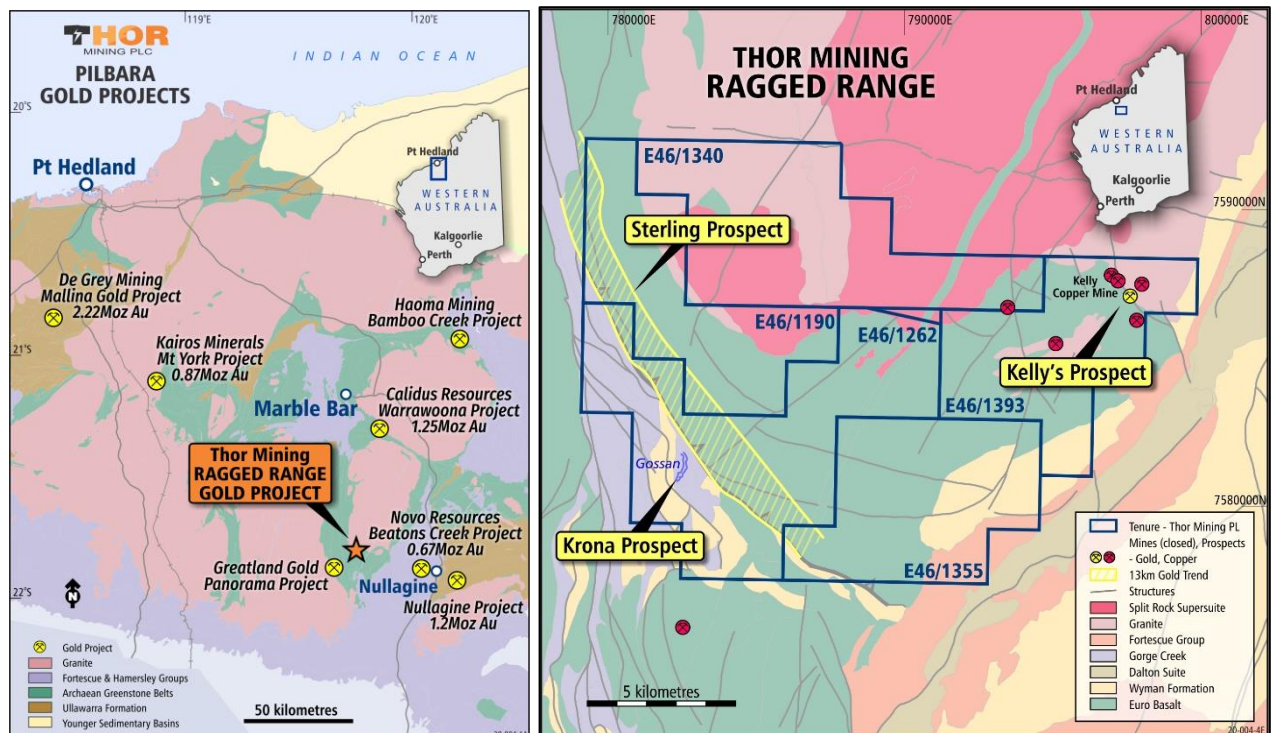 119°E
120°E
THOR
MINING PLC
PILBARA
GOLD PROJECTS
INDIAN OCEAN
20°S
Pt Hedland
Pt Hedland
WESTERN
AUSTRALIA
Kalgoorlie
Perth
De Grey Mining
Mallina Gold Project
2.22Moz Au
Haoma Mining
Bamboo Creek Project
21°S
Kairos Minerals
Mt York Project
0.87Moz Au
Marble Bar
Calidus Resources
Warrawoona Project
1.25Moz Au
Thor Mining
RAGGED RANGE
GOLD PROJECT
Novo Resources
Beatons Creek Project
0.67Moz Au
Greatland Gold
Panorama Project
Nullagine
Nullagine Project
1.2Moz Au
22°S
N
Gold Project
Granite
Fortescue & Hamersley Groups
Archaean Greenstone Belts
Ullawarra Formation
Younger Sedimentary Basins
50 kilometres
780000E
790000E
800000E
THOR MINING
RAGGED RANGE
Pt Hedland
WESTERN
AUSTRALIA
Kalgoorlie
Perth
7590000N
E46/1340
Sterling Prospect
Kelly
Copper Mine
E46/1190
E46/1262
Kelly's Prospect
E46/1393
Gossan
7580000N
Krona Prospect
E46/1355
5 kilometres
Tenure - Thor Mining PL
Mines (closed), Prospects
- Gold, Copper
13km Gold Trend
Structures
Split Rock Supersuite
Granite
Fortescue Group
Gorge Creek
Dalton Suite
Wyman Formation
Euro Basalt